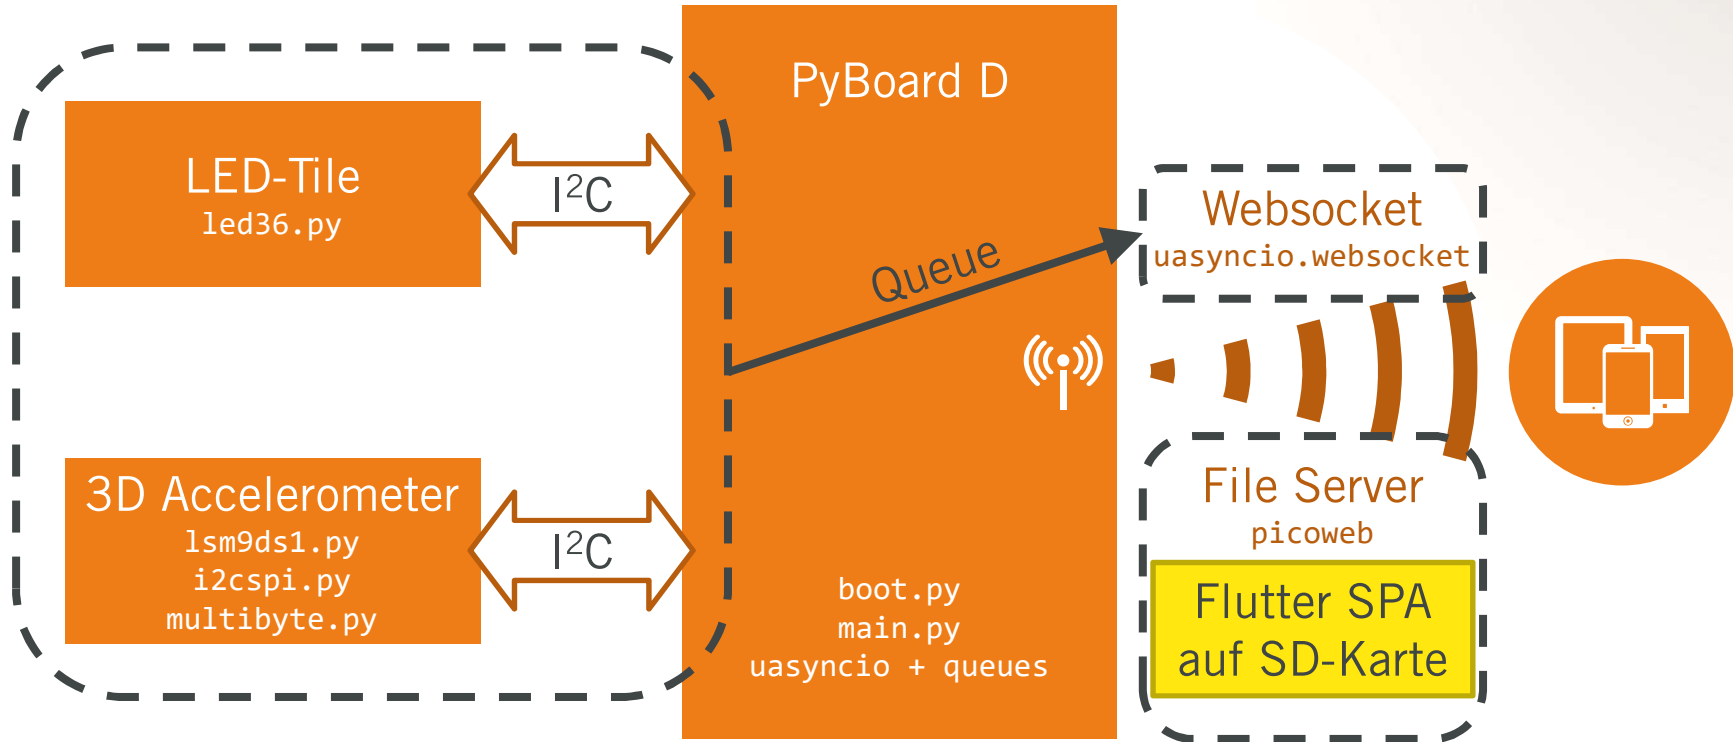 PyBoard D
LED-Tile
led36.py
I²C
Queue
Websocket
uasyncio.websocket
3D Accelerometer
lsm9ds1.py
i2cspi.py
multibyte.py
I²C
boot.py
main.py
uasyncio + queues
File Server
picoweb
Flutter SPA
auf SD-Karte